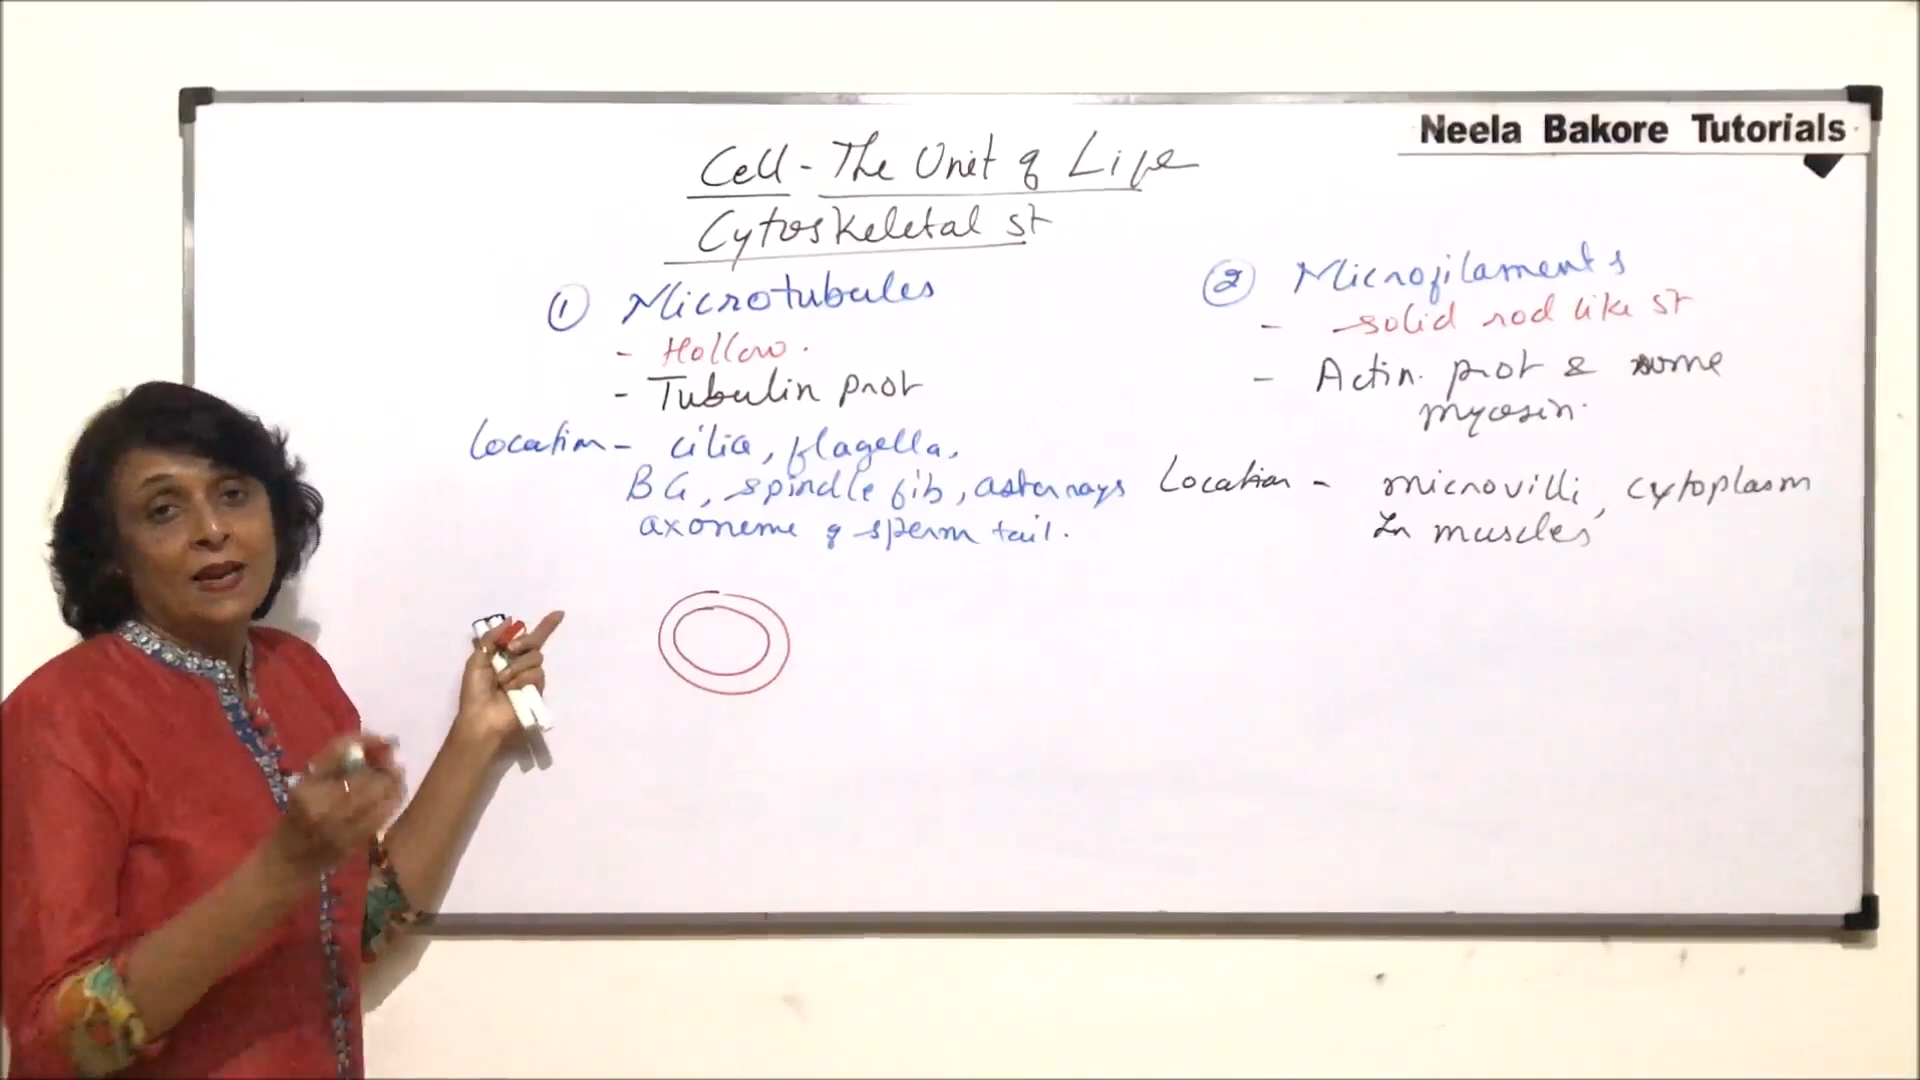 Neela Bakore Tutorials
Cell - The Unit of Life
Cytoskeletal st
① Microtubules
- Hollow.
- Tubulin prot
Location - cilia, flagella,
BG, spindle fib, aster rays
axoneme of sperm tail.
② Microfilaments
- solid rod like st
- Actin. prot & some
myosin.
Location - microvilli, cytoplasm
In muscles